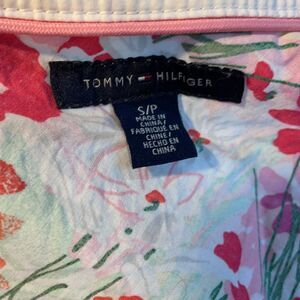 TOMMY HILFIGER
S/P
MADE IN
CHINA/
FABRIQUE EN
CHINE/
HECHO EN
CHINA